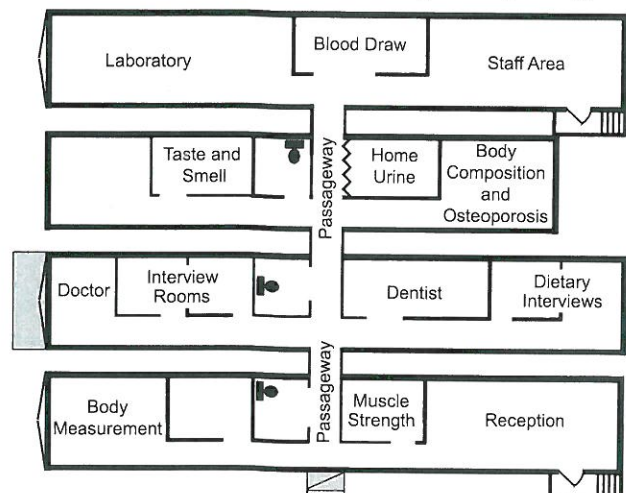 Laboratory
Blood Draw
Staff Area
Taste and
Smell
Passageway
Home
Urine
Body
Composition
and
Osteoporosis
Doctor
Interview
Rooms
Dentist
Dietary
Interviews
Body
Measurement
Passageway
Muscle
Strength
Reception